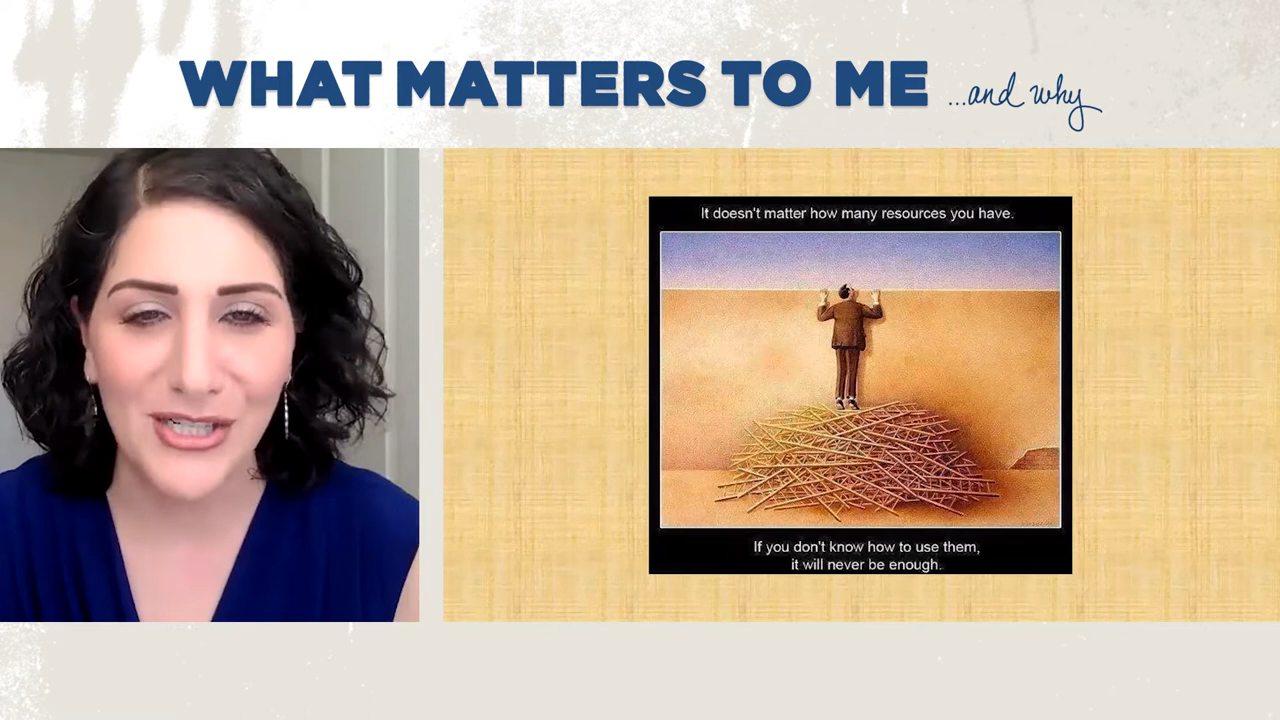 WHAT MATTERS TO ME ...and why
It doesn't matter how many resources you have.
If you don't know how to use them,
it will never be enough.